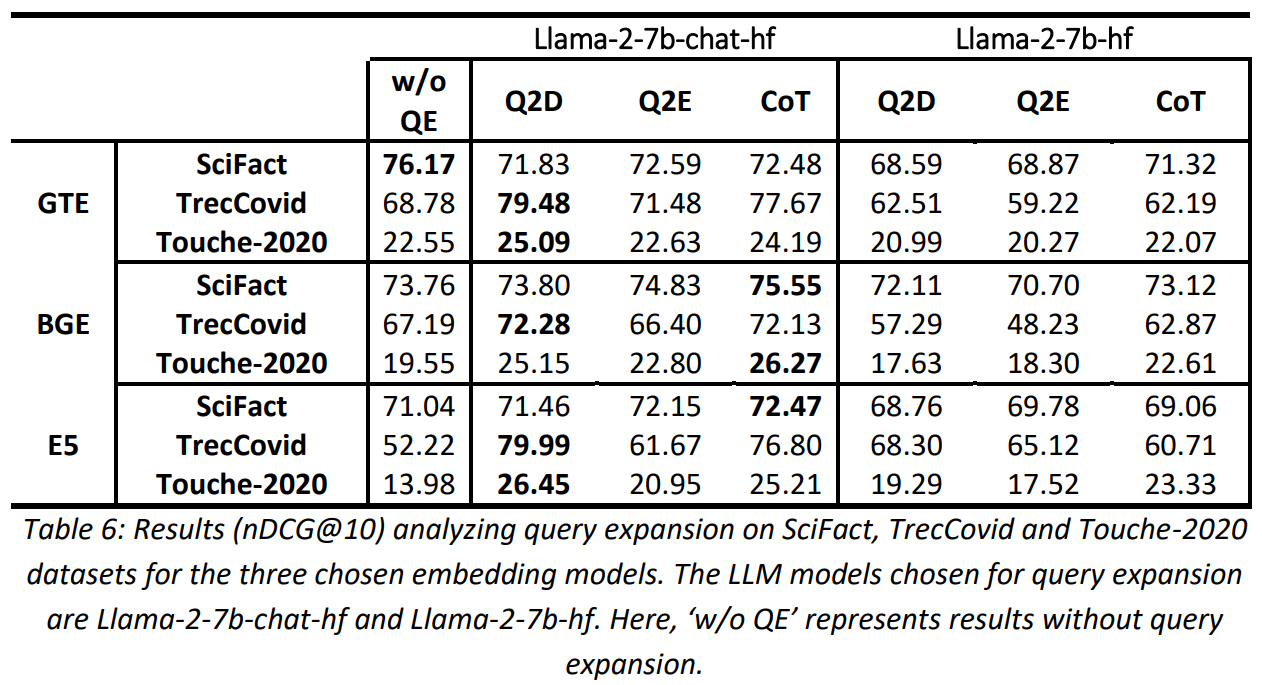 Llama-2-7b-chat-hf Llama-2-7b-hf
w/o QE Q2D Q2E CoT Q2D Q2E CoT
SciFact 76.17 71.83 72.59 72.48 68.59 68.87 71.32
GTE TrecCovid 68.78 79.48 71.48 77.67 62.51 59.22 62.19
Touche-2020 22.55 25.09 22.63 24.19 20.99 20.27 22.07
SciFact 73.76 73.80 74.83 75.55 72.11 70.70 73.12
BGE TrecCovid 67.19 72.28 66.40 72.13 57.29 48.23 62.87
Touche-2020 19.55 25.15 22.80 26.27 17.63 18.30 22.61
SciFact 71.04 71.46 72.15 72.47 68.76 69.78 69.06
E5 TrecCovid 52.22 79.99 61.67 76.80 68.30 65.12 60.71
Touche-2020 13.98 26.45 20.95 25.21 19.29 17.52 23.33
Table 6: Results (nDCG@10) analyzing query expansion on SciFact, TrecCovid and Touche-2020
datasets for the three chosen embedding models. The LLM models chosen for query expansion
are Llama-2-7b-chat-hf and Llama-2-7b-hf. Here, ‘w/o QE’ represents results without query
expansion.